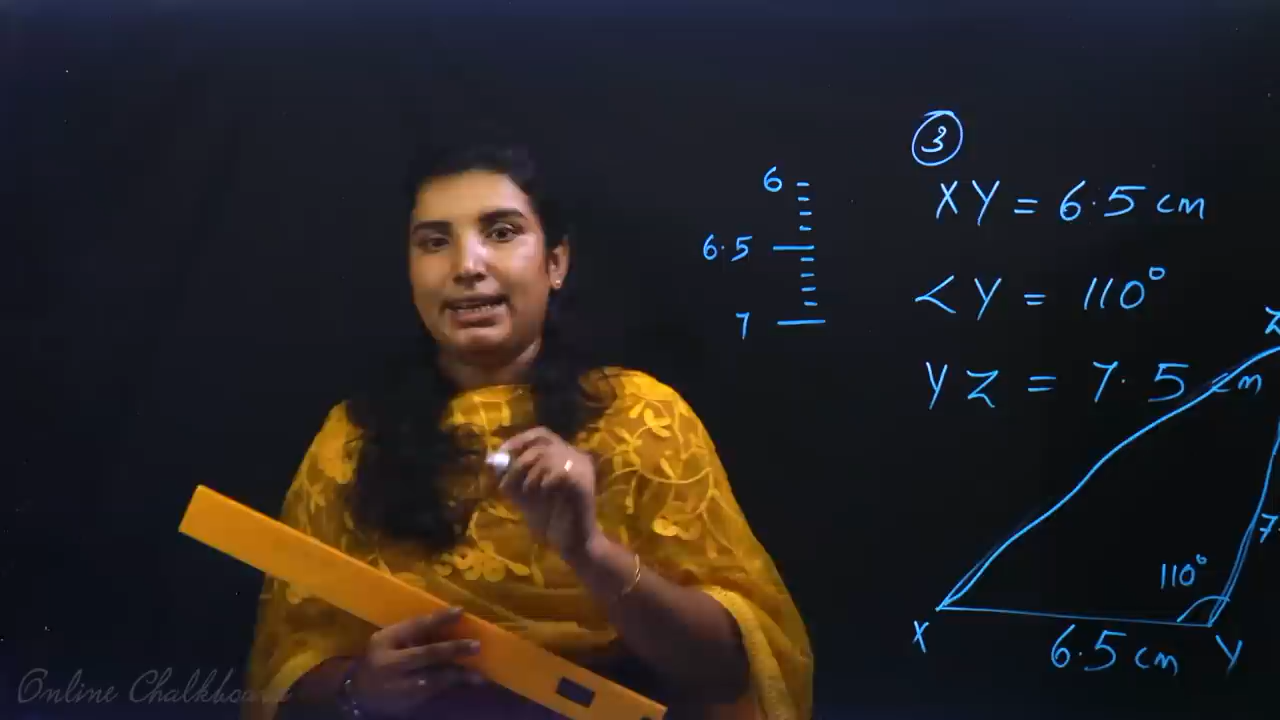 3
XY = 6.5 cm
<Y = 110°
YZ = 7.5 cm
6
6.5
7
Z
7.
110°
X
6.5 cm
Y
Online Chalkboard